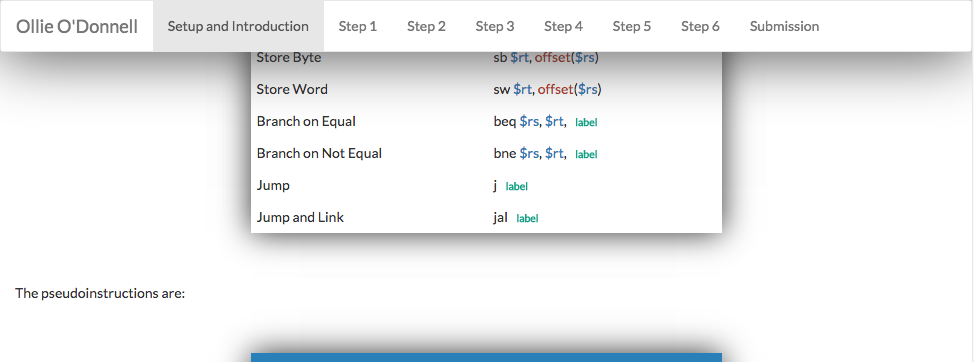 Ollie O'Donnell Setup and Introduction Step 1 Step 2 Step 3 Step 4 Step 5 Step 6 Submission
Store Byte sb $rt, offset($rs)
Store Word sw $rt, offset($rs)
Branch on Equal beq $rs, $rt, label
Branch on Not Equal bne $rs, $rt, label
Jump j label
Jump and Link jal label
The pseudoinstructions are: